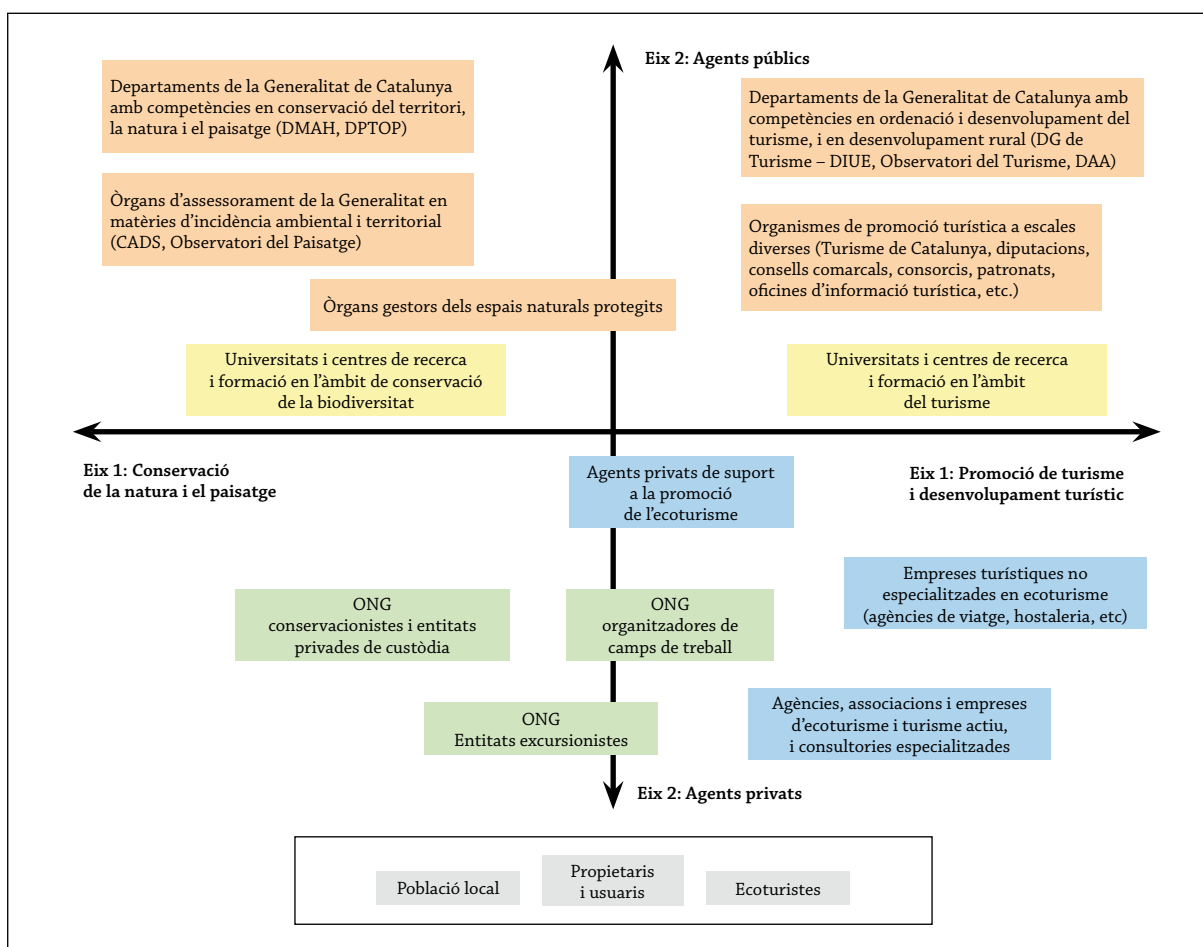 Eix 2: Agents públics
Departaments de la Generalitat de Catalunya
amb competències en conservació del territori,
la natura i el paisatge (DMAH, DPTOP)
Departaments de la Generalitat de Catalunya amb
competències en ordenació i desenvolupament del
turisme, i en desenvolupament rural (DG de
Turisme – DIUE, Observatori del Turisme, DAA)
Òrgans d’assessorament de la Generalitat en
matèries d’incidència ambiental i territorial
(CADS, Observatori del Paisatge)
Organismes de promoció turística a escales
diverses (Turisme de Catalunya, diputacions,
consells comarcals, consorcis, patronats,
oficines d’informació turística, etc.)
Òrgans gestors dels espais naturals protegits
Universitats i centres de recerca
i formació en l’àmbit de conservació
de la biodiversitat
Universitats i centres de recerca
i formació en l’àmbit
del turisme
Eix 1: Conservació
de la natura i el paisatge
Agents privats de suport
a la promoció
de l’ecoturisme
Eix 1: Promoció de turisme
i desenvolupament turístic
Empreses turístiques no
especialitzades en ecoturisme
(agències de viatge, hostaleria, etc)
ONG
conservacionistes i entitats
privades de custòdia
ONG
organitzadores de
camps de treball
ONG
Entitats excursionistes
Agències, associacions i empreses
d’ecoturisme i turisme actiu,
i consultories especialitzades
Eix 2: Agents privats
Població local
Propietaris
i usuaris
Ecoturistes